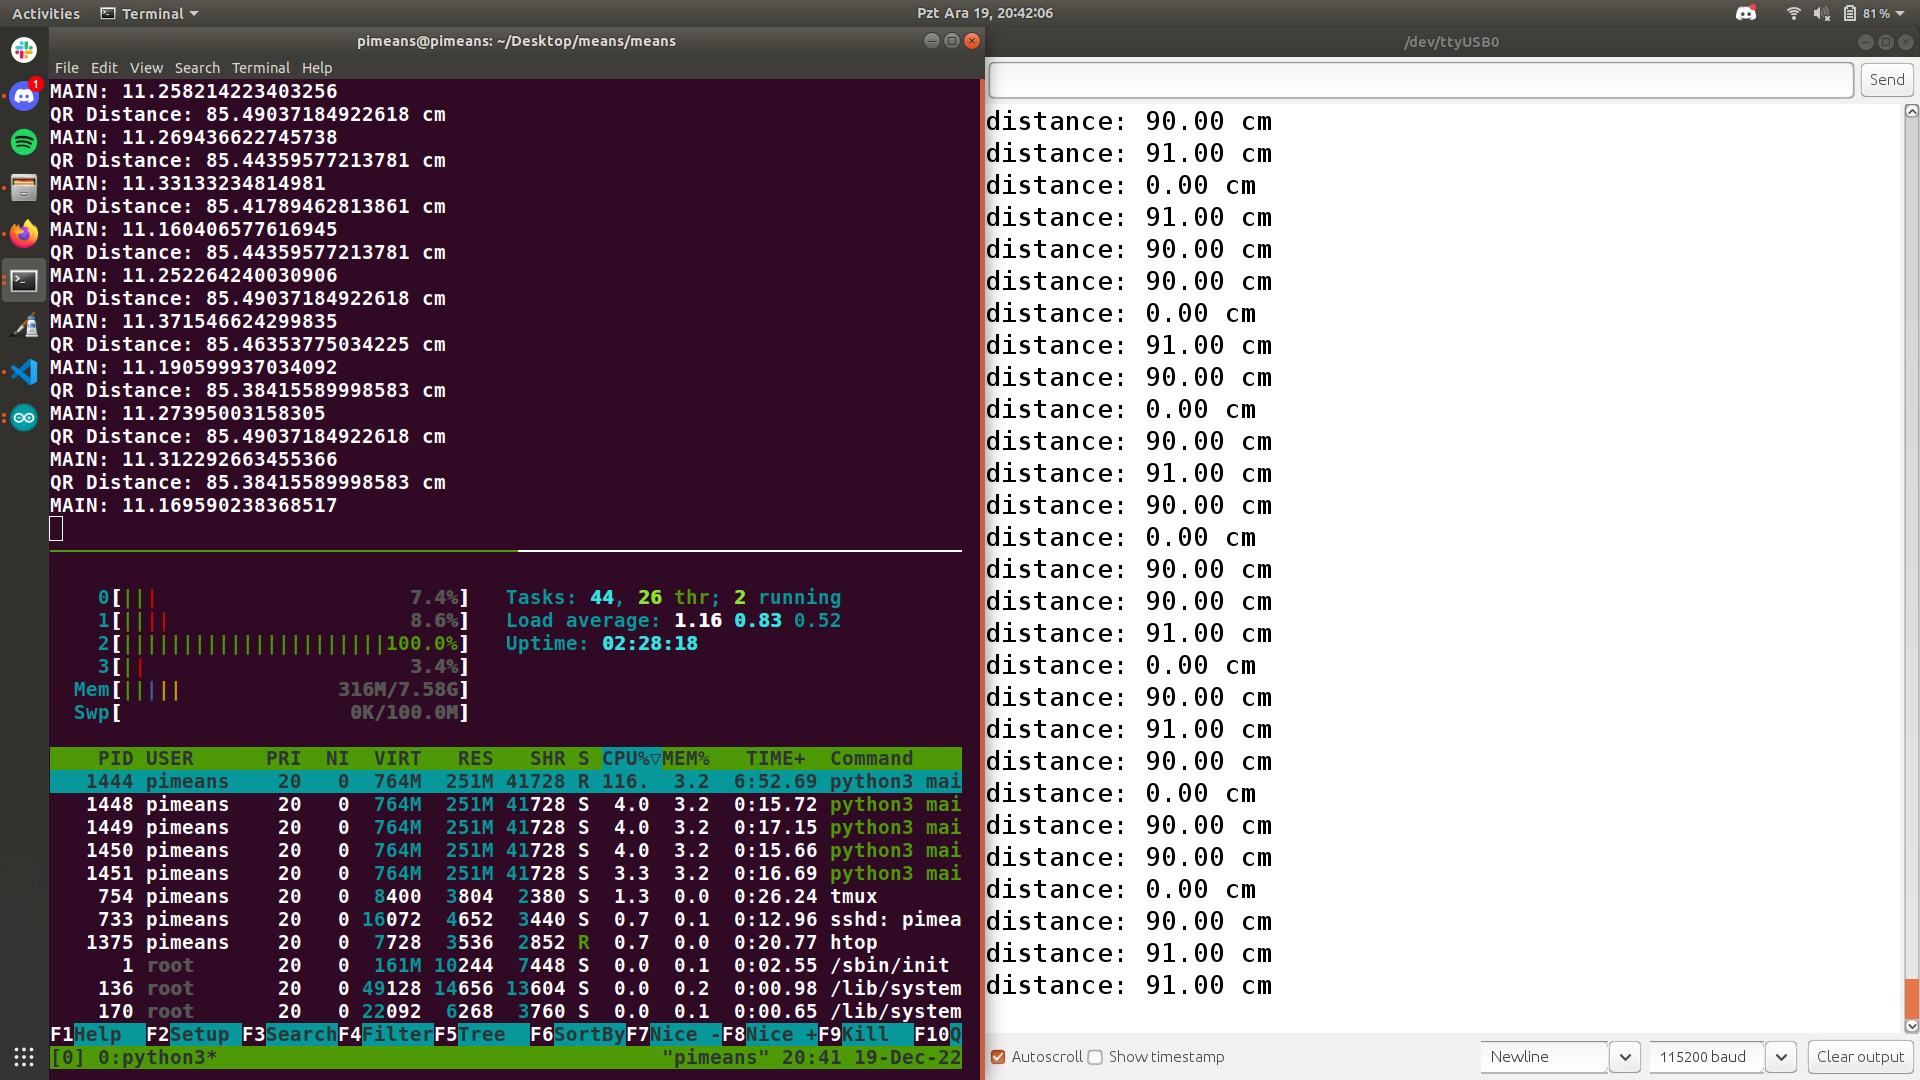 Activities Terminal Pzt Ara 19, 20:42:06 81 %
1
pimeans@pimeans: ~/Desktop/means/means
File Edit View Search Terminal Help
MAIN: 11.258214223403256
QR Distance: 85.49037184922618 cm
MAIN: 11.269436622745738
QR Distance: 85.44359577213781 cm
MAIN: 11.33133234814981
QR Distance: 85.41789462813861 cm
MAIN: 11.160406577616945
QR Distance: 85.44359577213781 cm
MAIN: 11.252264240030906
QR Distance: 85.49037184922618 cm
MAIN: 11.371546624299835
QR Distance: 85.46353775034225 cm
MAIN: 11.190599937034092
QR Distance: 85.38415589998583 cm
MAIN: 11.27395003158305
QR Distance: 85.49037184922618 cm
MAIN: 11.312292663455366
QR Distance: 85.38415589998583 cm
MAIN: 11.169590238368517
0[||| 7.4%] Tasks: 44, 26 thr; 2 running
1[|||| 8.6%] Load average: 1.16 0.83 0.52
2[||||||||||||||||||||||100.0%] Uptime: 02:28:18
3[|| 3.4%]
Mem[||||| 316M/7.58G]
Swp[ 0K/100.0M]
PID USER PRI NI VIRT RES SHR S CPU%▽MEM% TIME+ Command
1444 pimeans 20 0 764M 251M 41728 R 116. 3.2 6:52.69 python3 mai
1448 pimeans 20 0 764M 251M 41728 S 4.0 3.2 0:15.72 python3 mai
1449 pimeans 20 0 764M 251M 41728 S 4.0 3.2 0:17.15 python3 mai
1450 pimeans 20 0 764M 251M 41728 S 4.0 3.2 0:15.66 python3 mai
1451 pimeans 20 0 764M 251M 41728 S 3.3 3.2 0:16.69 python3 mai
754 pimeans 20 0 8400 3804 2380 S 1.3 0.0 0:26.24 tmux
733 pimeans 20 0 16072 4652 3440 S 0.7 0.1 0:12.96 sshd: pimea
1375 pimeans 20 0 7728 3536 2852 R 0.7 0.0 0:20.77 htop
1 root 20 0 161M 10244 7448 S 0.0 0.1 0:02.55 /sbin/init
136 root 20 0 49128 14656 13604 S 0.0 0.2 0:00.98 /lib/system
170 root 20 0 22092 6268 3760 S 0.0 0.1 0:00.65 /lib/system
F1Help F2Setup F3SearchF4FilterF5Tree F6SortByF7Nice -F8Nice +F9Kill F10Q
[0] 0:python3* "pimeans" 20:41 19-Dec-22
/dev/ttyUSB0
Send
distance: 90.00 cm
distance: 91.00 cm
distance: 0.00 cm
distance: 91.00 cm
distance: 90.00 cm
distance: 90.00 cm
distance: 0.00 cm
distance: 91.00 cm
distance: 90.00 cm
distance: 0.00 cm
distance: 90.00 cm
distance: 91.00 cm
distance: 90.00 cm
distance: 0.00 cm
distance: 90.00 cm
distance: 90.00 cm
distance: 91.00 cm
distance: 0.00 cm
distance: 90.00 cm
distance: 91.00 cm
distance: 90.00 cm
distance: 0.00 cm
distance: 90.00 cm
distance: 90.00 cm
distance: 0.00 cm
distance: 90.00 cm
distance: 91.00 cm
distance: 91.00 cm
Autoscroll Show timestamp Newline 115200 baud Clear output